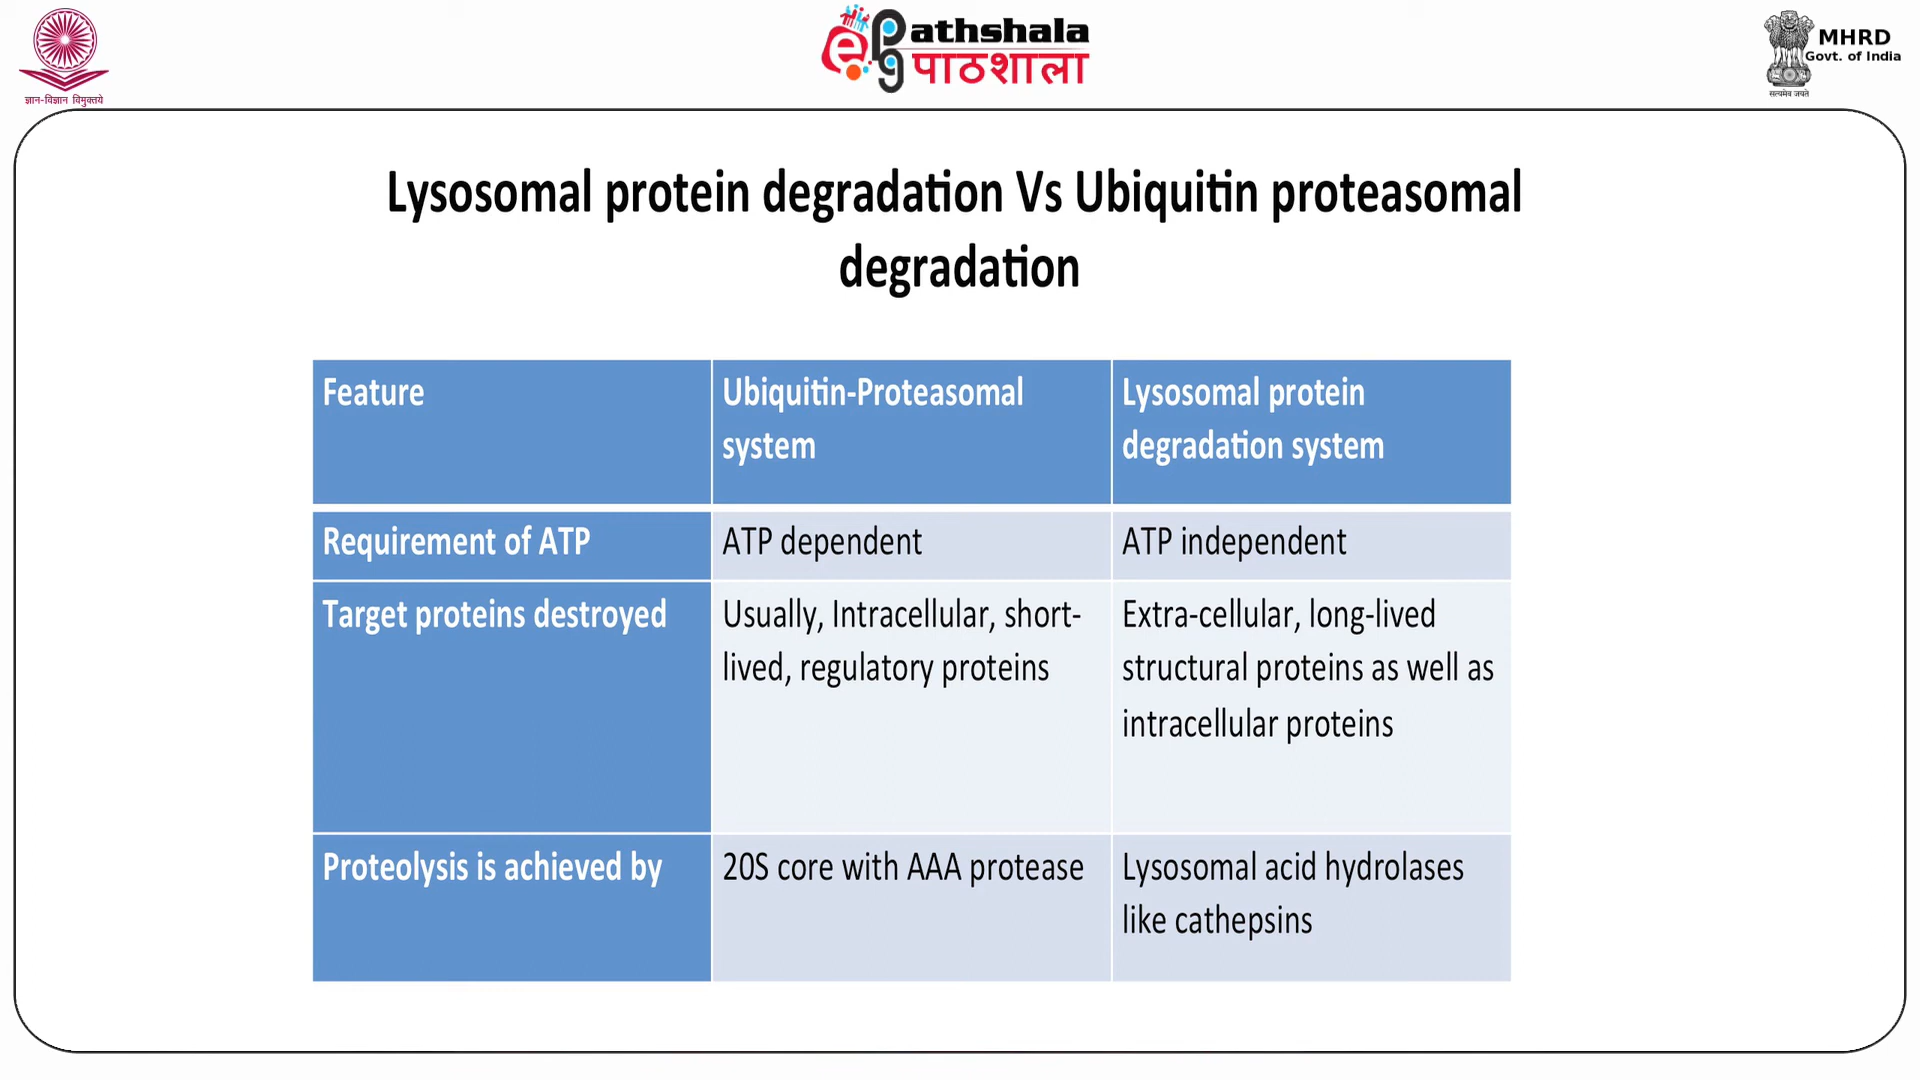 ज्ञान-विज्ञान विमुक्तये
ePG Pathshala
पाठशाला
MHRD
Govt. of India
सत्यमेव जयते
Lysosomal protein degradation Vs Ubiquitin proteasomal
degradation
Feature
Ubiquitin-Proteasomal
system
Lysosomal protein
degradation system
Requirement of ATP
ATP dependent
ATP independent
Target proteins destroyed
Usually, Intracellular, short-
lived, regulatory proteins
Extra-cellular, long-lived
structural proteins as well as
intracellular proteins
Proteolysis is achieved by
20S core with AAA protease
Lysosomal acid hydrolases
like cathepsins